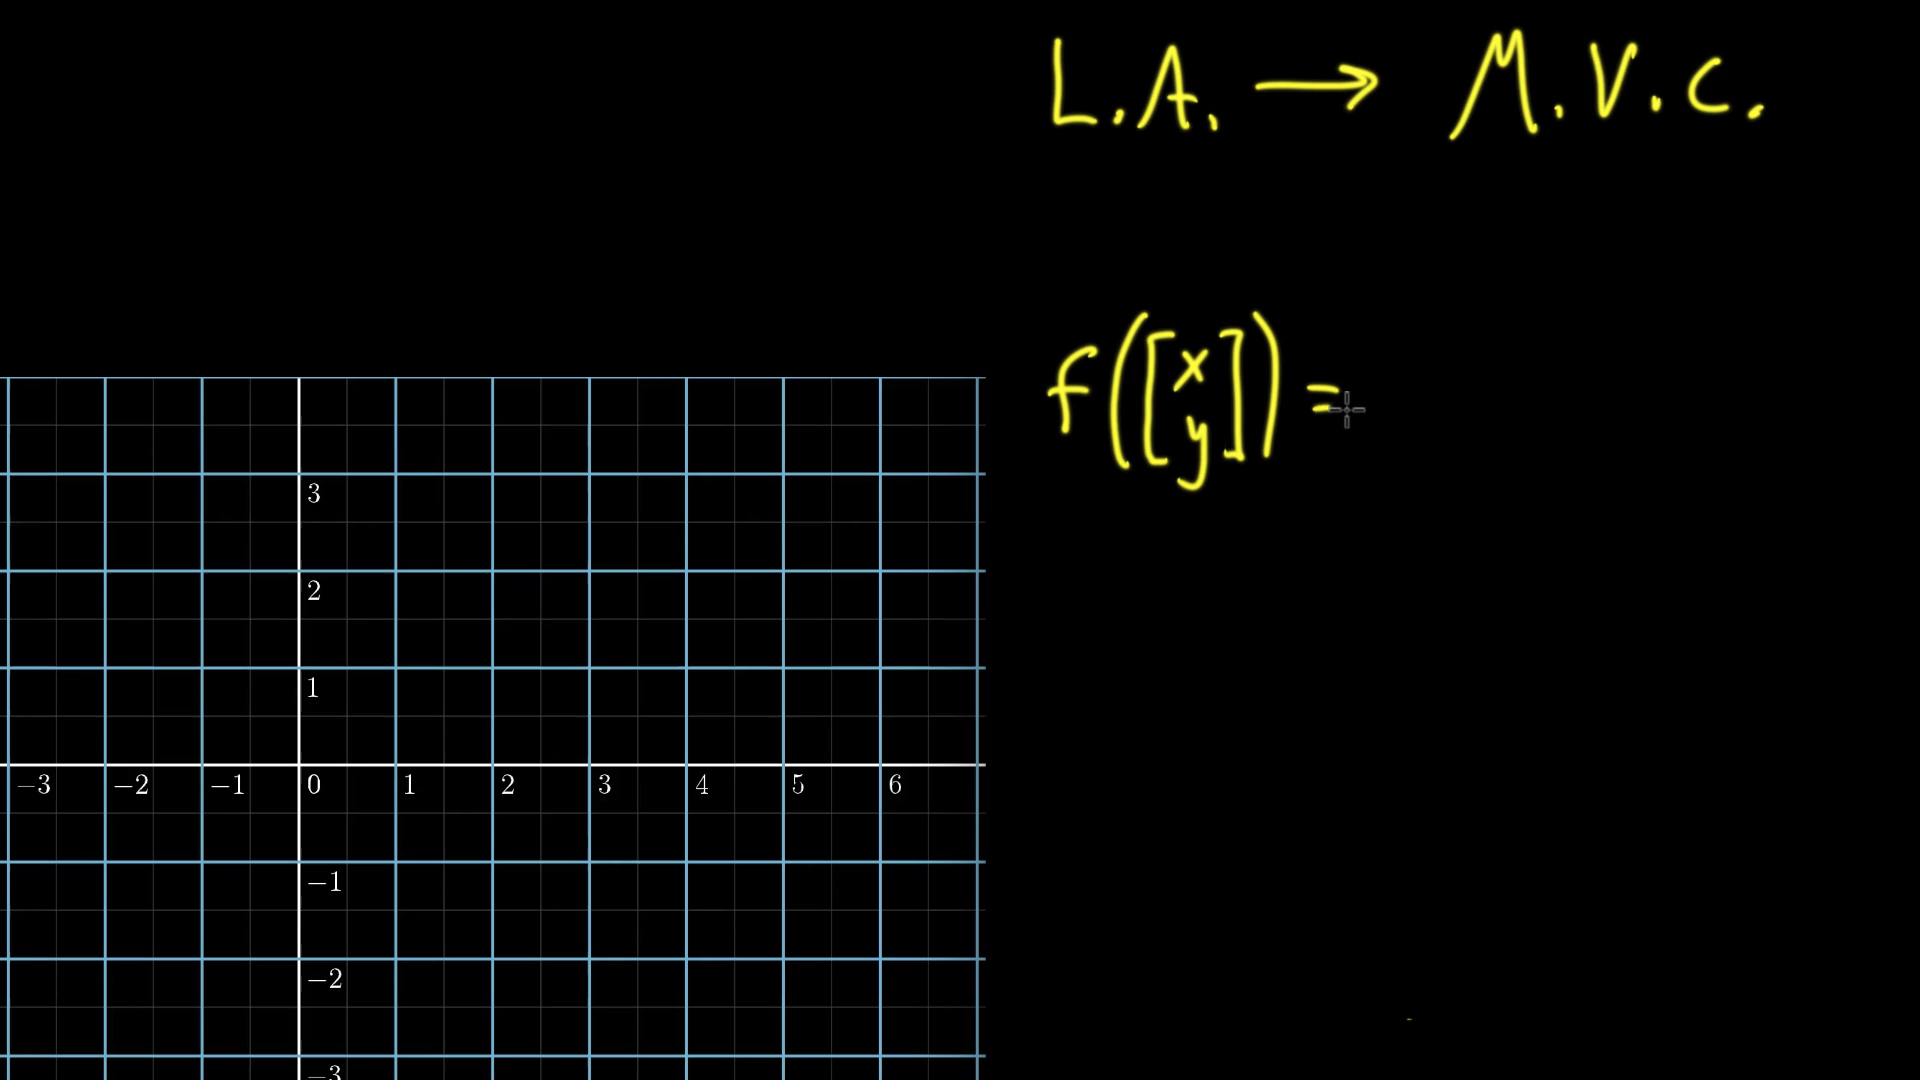 L.A. → M.V.C.
f([x
y]) =
3
2
1
−3 −2 −1 0 1 2 3 4 5 6
−1
−2
−3